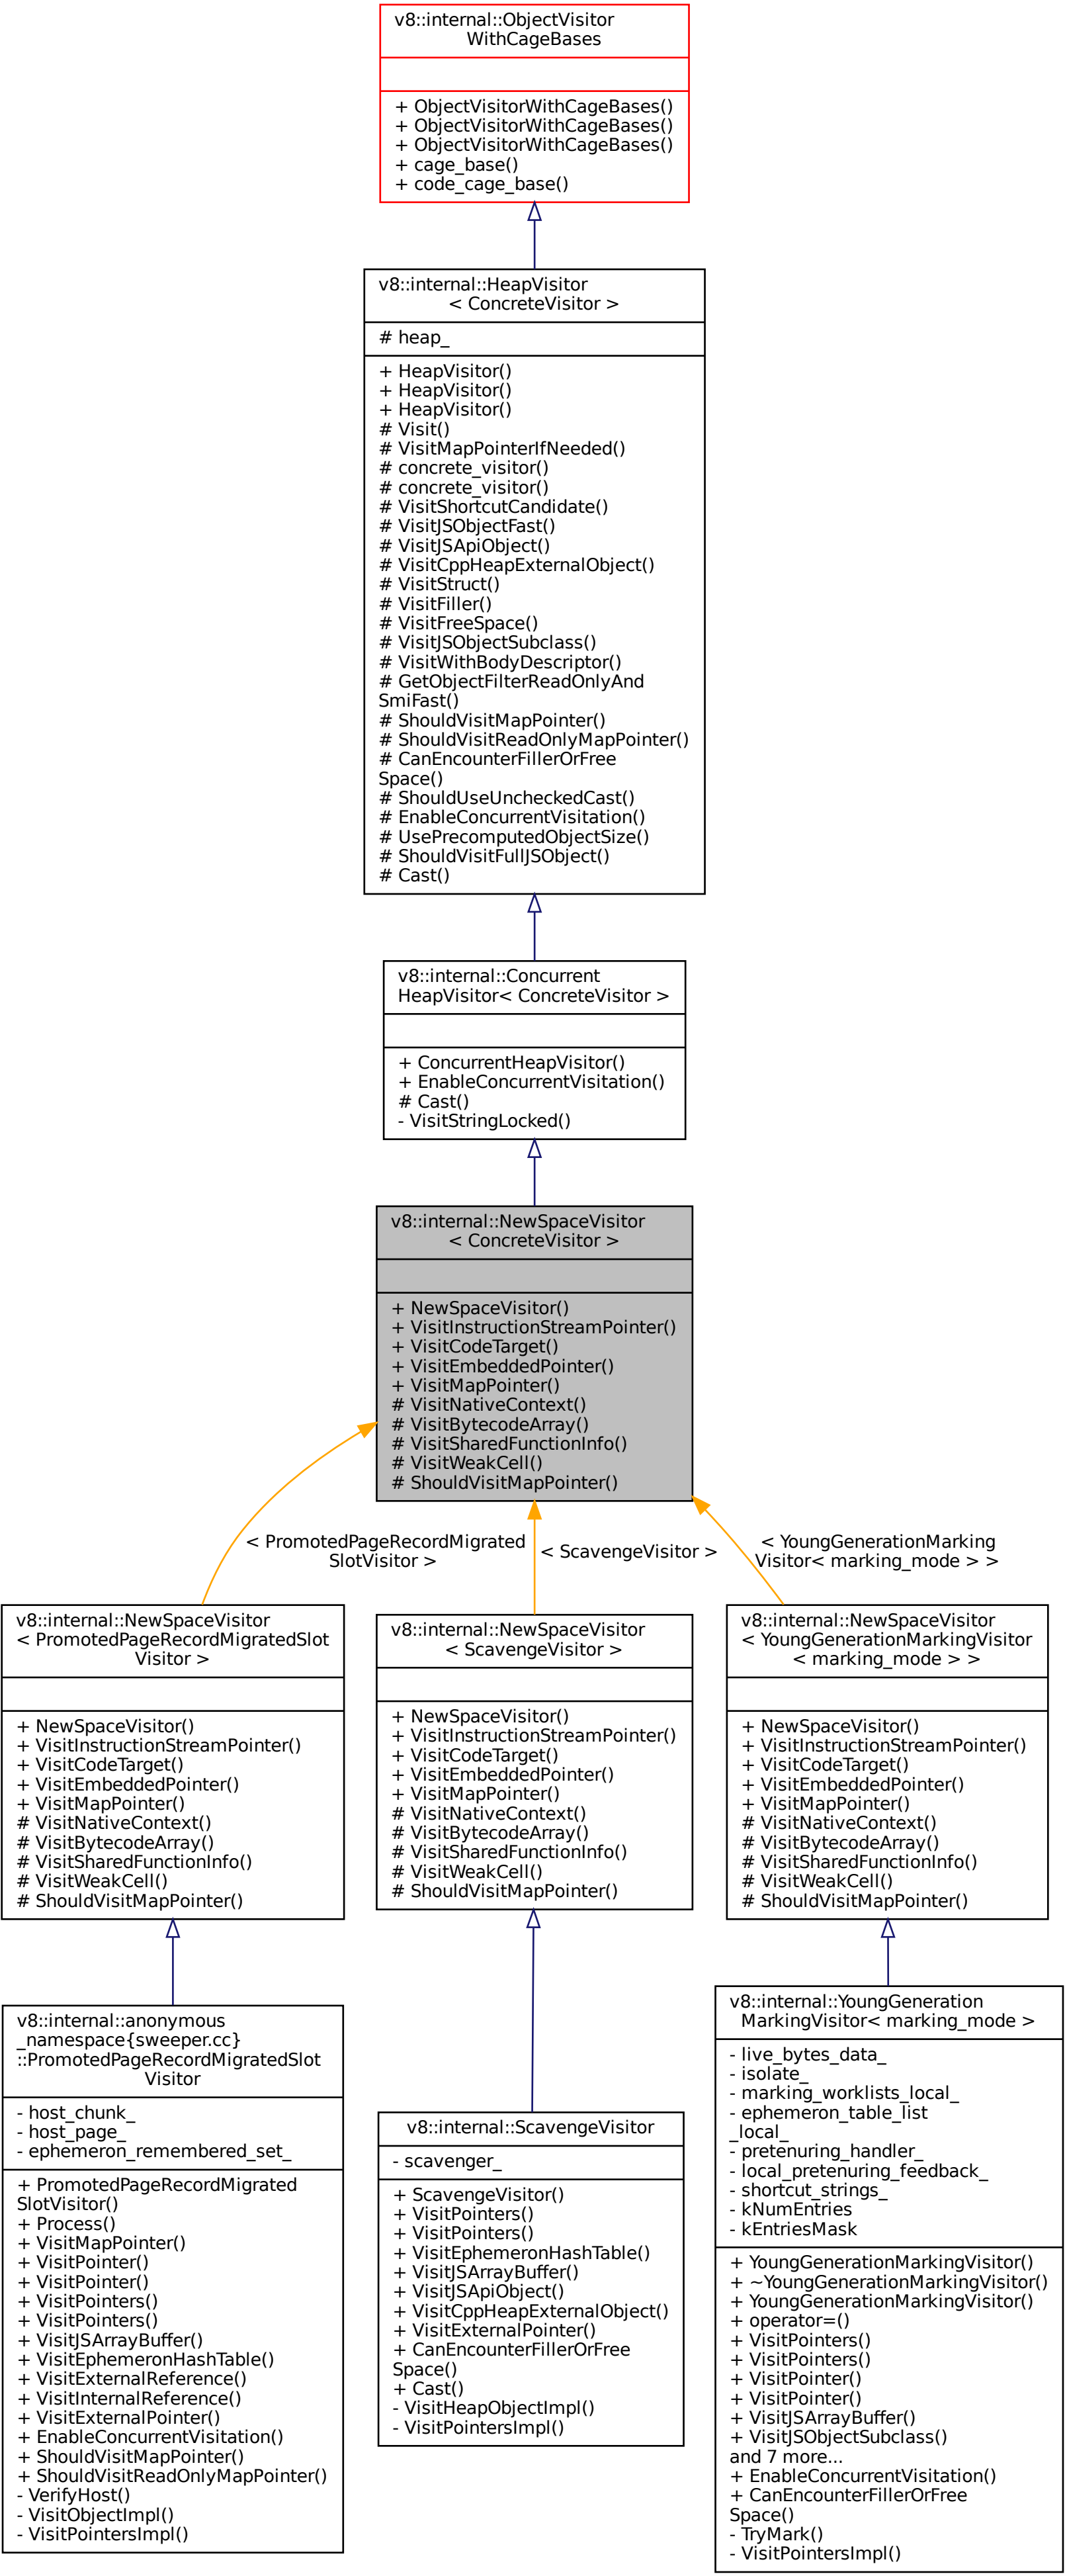 v8::internal::ObjectVisitor
WithCageBases
+ ObjectVisitorWithCageBases()
+ ObjectVisitorWithCageBases()
+ ObjectVisitorWithCageBases()
+ cage_base()
+ code_cage_base()
v8::internal::HeapVisitor
< ConcreteVisitor >
# heap_
+ HeapVisitor()
+ HeapVisitor()
+ HeapVisitor()
# Visit()
# VisitMapPointerIfNeeded()
# concrete_visitor()
# concrete_visitor()
# VisitShortcutCandidate()
# VisitJSObjectFast()
# VisitJSApiObject()
# VisitCppHeapExternalObject()
# VisitStruct()
# VisitFiller()
# VisitFreeSpace()
# VisitJSObjectSubclass()
# VisitWithBodyDescriptor()
# GetObjectFilterReadOnlyAnd
SmiFast()
# ShouldVisitMapPointer()
# ShouldVisitReadOnlyMapPointer()
# CanEncounterFillerOrFree
Space()
# ShouldUseUncheckedCast()
# EnableConcurrentVisitation()
# UsePrecomputedObjectSize()
# ShouldVisitFullJSObject()
# Cast()
v8::internal::Concurrent
HeapVisitor< ConcreteVisitor >
+ ConcurrentHeapVisitor()
+ EnableConcurrentVisitation()
# Cast()
- VisitStringLocked()
v8::internal::NewSpaceVisitor
< ConcreteVisitor >
+ NewSpaceVisitor()
+ VisitInstructionStreamPointer()
+ VisitCodeTarget()
+ VisitEmbeddedPointer()
+ VisitMapPointer()
# VisitNativeContext()
# VisitBytecodeArray()
# VisitSharedFunctionInfo()
# VisitWeakCell()
# ShouldVisitMapPointer()
< PromotedPageRecordMigrated
SlotVisitor >
< ScavengeVisitor >
< YoungGenerationMarking
Visitor< marking_mode > >
v8::internal::NewSpaceVisitor
< PromotedPageRecordMigratedSlot
Visitor >
+ NewSpaceVisitor()
+ VisitInstructionStreamPointer()
+ VisitCodeTarget()
+ VisitEmbeddedPointer()
+ VisitMapPointer()
# VisitNativeContext()
# VisitBytecodeArray()
# VisitSharedFunctionInfo()
# VisitWeakCell()
# ShouldVisitMapPointer()
v8::internal::NewSpaceVisitor
< ScavengeVisitor >
+ NewSpaceVisitor()
+ VisitInstructionStreamPointer()
+ VisitCodeTarget()
+ VisitEmbeddedPointer()
+ VisitMapPointer()
# VisitNativeContext()
# VisitBytecodeArray()
# VisitSharedFunctionInfo()
# VisitWeakCell()
# ShouldVisitMapPointer()
v8::internal::NewSpaceVisitor
< YoungGenerationMarkingVisitor
< marking_mode > >
+ NewSpaceVisitor()
+ VisitInstructionStreamPointer()
+ VisitCodeTarget()
+ VisitEmbeddedPointer()
+ VisitMapPointer()
# VisitNativeContext()
# VisitBytecodeArray()
# VisitSharedFunctionInfo()
# VisitWeakCell()
# ShouldVisitMapPointer()
v8::internal::anonymous
_namespace{sweeper.cc}
::PromotedPageRecordMigratedSlot
Visitor
- host_chunk_
- host_page_
- ephemeron_remembered_set_
+ PromotedPageRecordMigrated
SlotVisitor()
+ Process()
+ VisitMapPointer()
+ VisitPointer()
+ VisitPointer()
+ VisitPointers()
+ VisitPointers()
+ VisitJSArrayBuffer()
+ VisitEphemeronHashTable()
+ VisitExternalReference()
+ VisitInternalReference()
+ VisitExternalPointer()
+ EnableConcurrentVisitation()
+ ShouldVisitMapPointer()
+ ShouldVisitReadOnlyMapPointer()
- VerifyHost()
- VisitObjectImpl()
- VisitPointersImpl()
v8::internal::ScavengeVisitor
- scavenger_
+ ScavengeVisitor()
+ VisitPointers()
+ VisitPointers()
+ VisitEphemeronHashTable()
+ VisitJSArrayBuffer()
+ VisitJSApiObject()
+ VisitCppHeapExternalObject()
+ VisitExternalPointer()
+ CanEncounterFillerOrFree
Space()
+ Cast()
- VisitHeapObjectImpl()
- VisitPointersImpl()
v8::internal::YoungGeneration
MarkingVisitor< marking_mode >
- live_bytes_data_
- isolate_
- marking_worklists_local_
- ephemeron_table_list
_local_
- pretenuring_handler_
- local_pretenuring_feedback_
- shortcut_strings_
- kNumEntries
- kEntriesMask
+ YoungGenerationMarkingVisitor()
+ ~YoungGenerationMarkingVisitor()
+ YoungGenerationMarkingVisitor()
+ operator=()
+ VisitPointers()
+ VisitPointers()
+ VisitPointer()
+ VisitPointer()
+ VisitJSArrayBuffer()
+ VisitJSObjectSubclass()
and 7 more...
+ EnableConcurrentVisitation()
+ CanEncounterFillerOrFree
Space()
- TryMark()
- VisitPointersImpl()